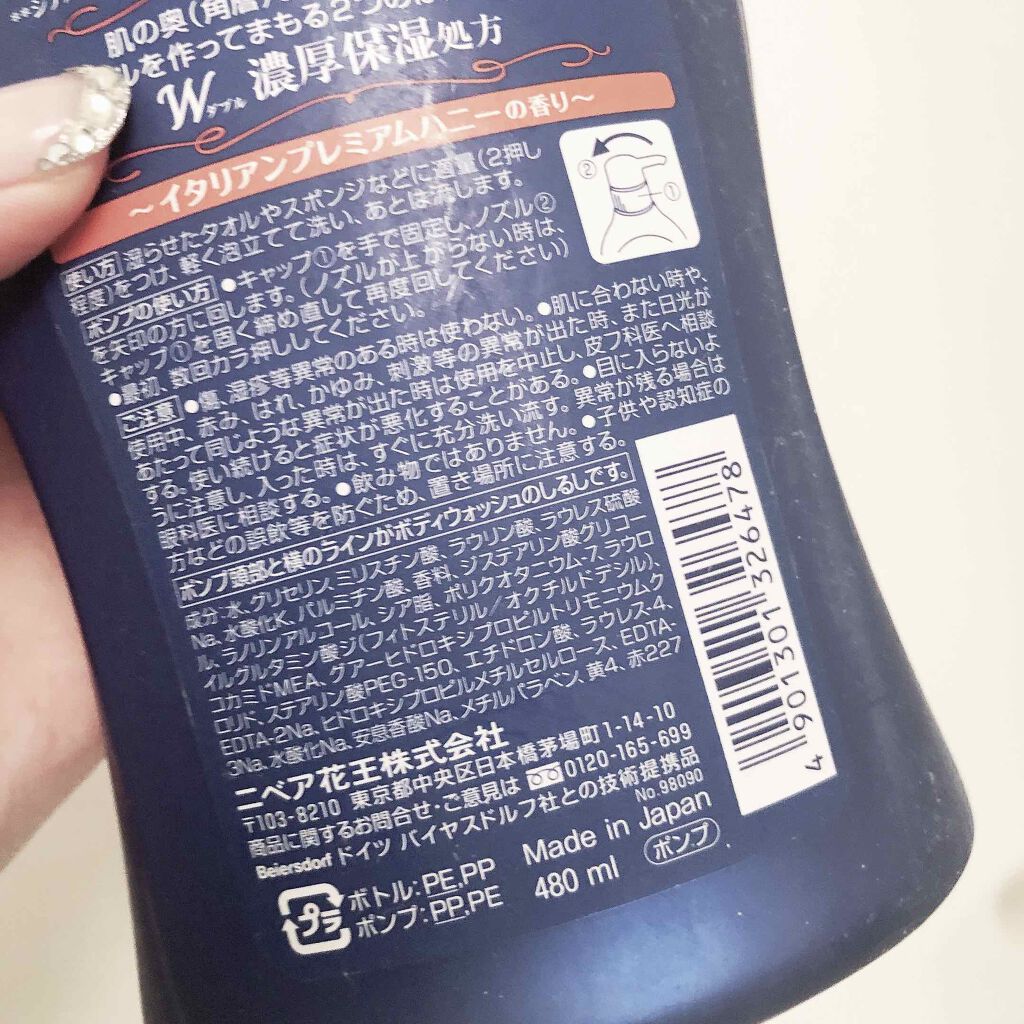 肌の奥(角層
ルを作ってまもる2つの
Wダブル 濃厚保湿処方
~イタリアンプレミアムハニーの香り~
使い方 湿らせたタオルやスポンジなどに適量(2押し
程度)をつけ、軽く泡立てて洗い、あとは流します。
ポンプの使い方 ●キャップ①を手で固定し、ノズル②
を矢印の方に回します。(ノズルが上がらない時は、
キャップ①を固く締め直して再度回してください)
●最初、数回カラ押ししてください。
② ①
ご注意 ●傷、湿疹等異常のある時は使わない。●肌に合わない時や、
使用中、赤み、はれ、かゆみ、刺激等の異常が出た時、また日光が
あたって同じような異常が出た時は使用を中止し、皮フ科医へ相談
する。使い続けると症状が悪化することがある。●目に入らないよ
うに注意し、入った時は、すぐに充分洗い流す。異常が残る場合は
眼科医に相談する。●飲み物ではありません。●子供や認知症の
方などの誤飲等を防ぐため、置き場所に注意する。
ポンプ頭部と横のラインがボディウォッシュのしるしです。
成分:水、グリセリン、ミリスチン酸、ラウリン酸、ラウレス硫酸
Na、水酸化K、パルミチン酸、香料、ジステアリン酸グリコー
ル、ラノリンアルコール、シア脂、ポリクオタニウム-7、ラウロ
イルグルタミン酸ジ(フィトステリル/オクチルドデシル)、
コカミドMEA、グアーヒドロキシプロピルトリモニウムク
ロリド、ステアリン酸PEG-150、エチドロン酸、ラウレス-4、
EDTA-2Na、ヒドロキシプロピルメチルセルロース、EDTA-
3Na、水酸化Na、安息香酸Na、メチルパラベン、黄4、赤227
ニベア花王株式会社
〒103-8210 東京都中央区日本橋茅場町1-14-10
商品に関するお問合せ・ご意見は 0120-165-699
Beiersdorf ドイツ バイヤスドルフ社との技術提携品
No.98090
プラ ボトル:PE,PP
ポンプ:PP,PE
Made in Japan
480 ml ポンプ
4 901301 326478